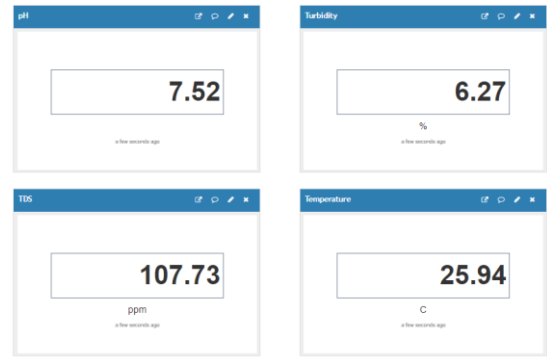 pH
7.52
a few seconds ago
Turbidity
6.27
%
a few seconds ago
TDS
107.73
ppm
a few seconds ago
Temperature
25.94
C
a few seconds ago